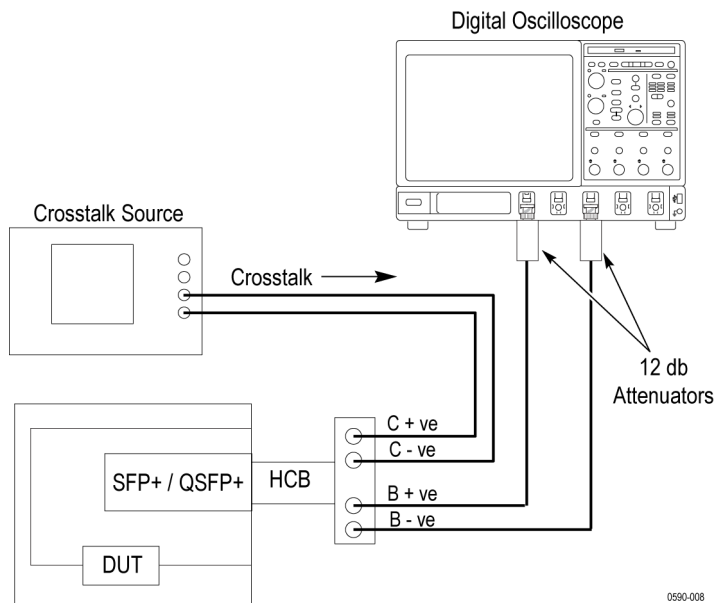 Digital Oscilloscope
Crosstalk Source
Crosstalk
12 db
Attenuators
C + ve
C - ve
SFP+ / QSFP+
HCB
B + ve
B - ve
DUT
0590-008